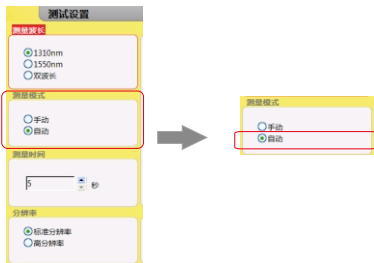 测试设置
测量波长
1310nm
1550nm
双波长
测量模式
手动
自动
测量时间
5 秒
分辨率
标准分辨率
高分辨率
测量模式
手动
自动